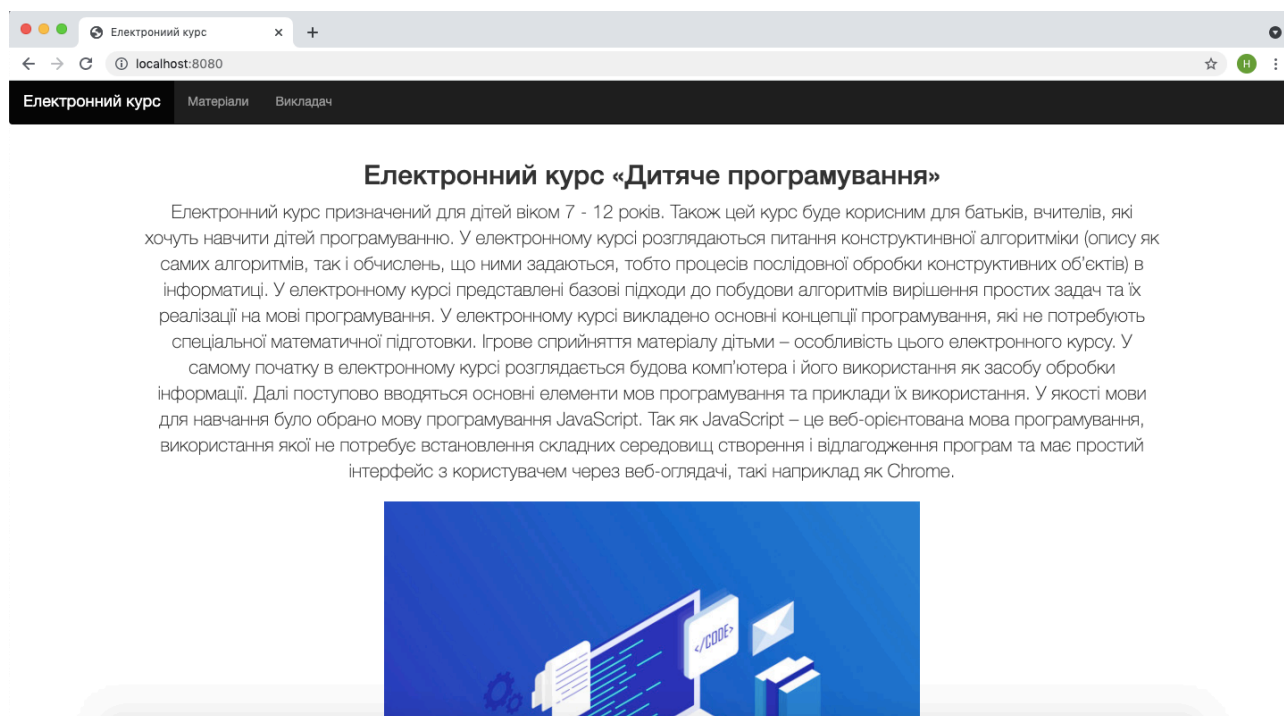 Електрониий курс
localhost:8080
H
Електронний курс Матеріали Викладач
Електронний курс «Дитяче програмування»
Електронний курс призначений для дітей віком 7 - 12 років. Також цей курс буде корисним для батьків, вчителів, які
хочуть навчити дітей програмуванню. У електронному курсі розглядаються питання конструктинвної алгоритміки (опису як
самих алгоритмів, так і обчислень, що ними задаються, тобто процесів послідовної обробки конструктивних об'єктів) в
інформатиці. У електронному курсі представлені базові підходи до побудови алгоритмів вирішення простих задач та їх
реалізації на мові програмування. У електронному курсі викладено основні концепції програмування, які не потребують
спеціальної математичної підготовки. Ігрове сприйняття матеріалу дітьми – особливість цього електронного курсу. У
самому початку в електронному курсі розглядається будова комп'ютера і його використання як засобу обробки
інформації. Далі поступово вводяться основні елементи мов програмування та приклади їх використання. У якості мови
для навчання було обрано мову програмування JavaScript. Так як JavaScript – це веб-орієнтована мова програмування,
використання якої не потребує встановлення складних середовищ створення і відлагодження програм та має простий
інтерфейс з користувачем через веб-оглядачі, такі наприклад як Chrome.
</CODE>